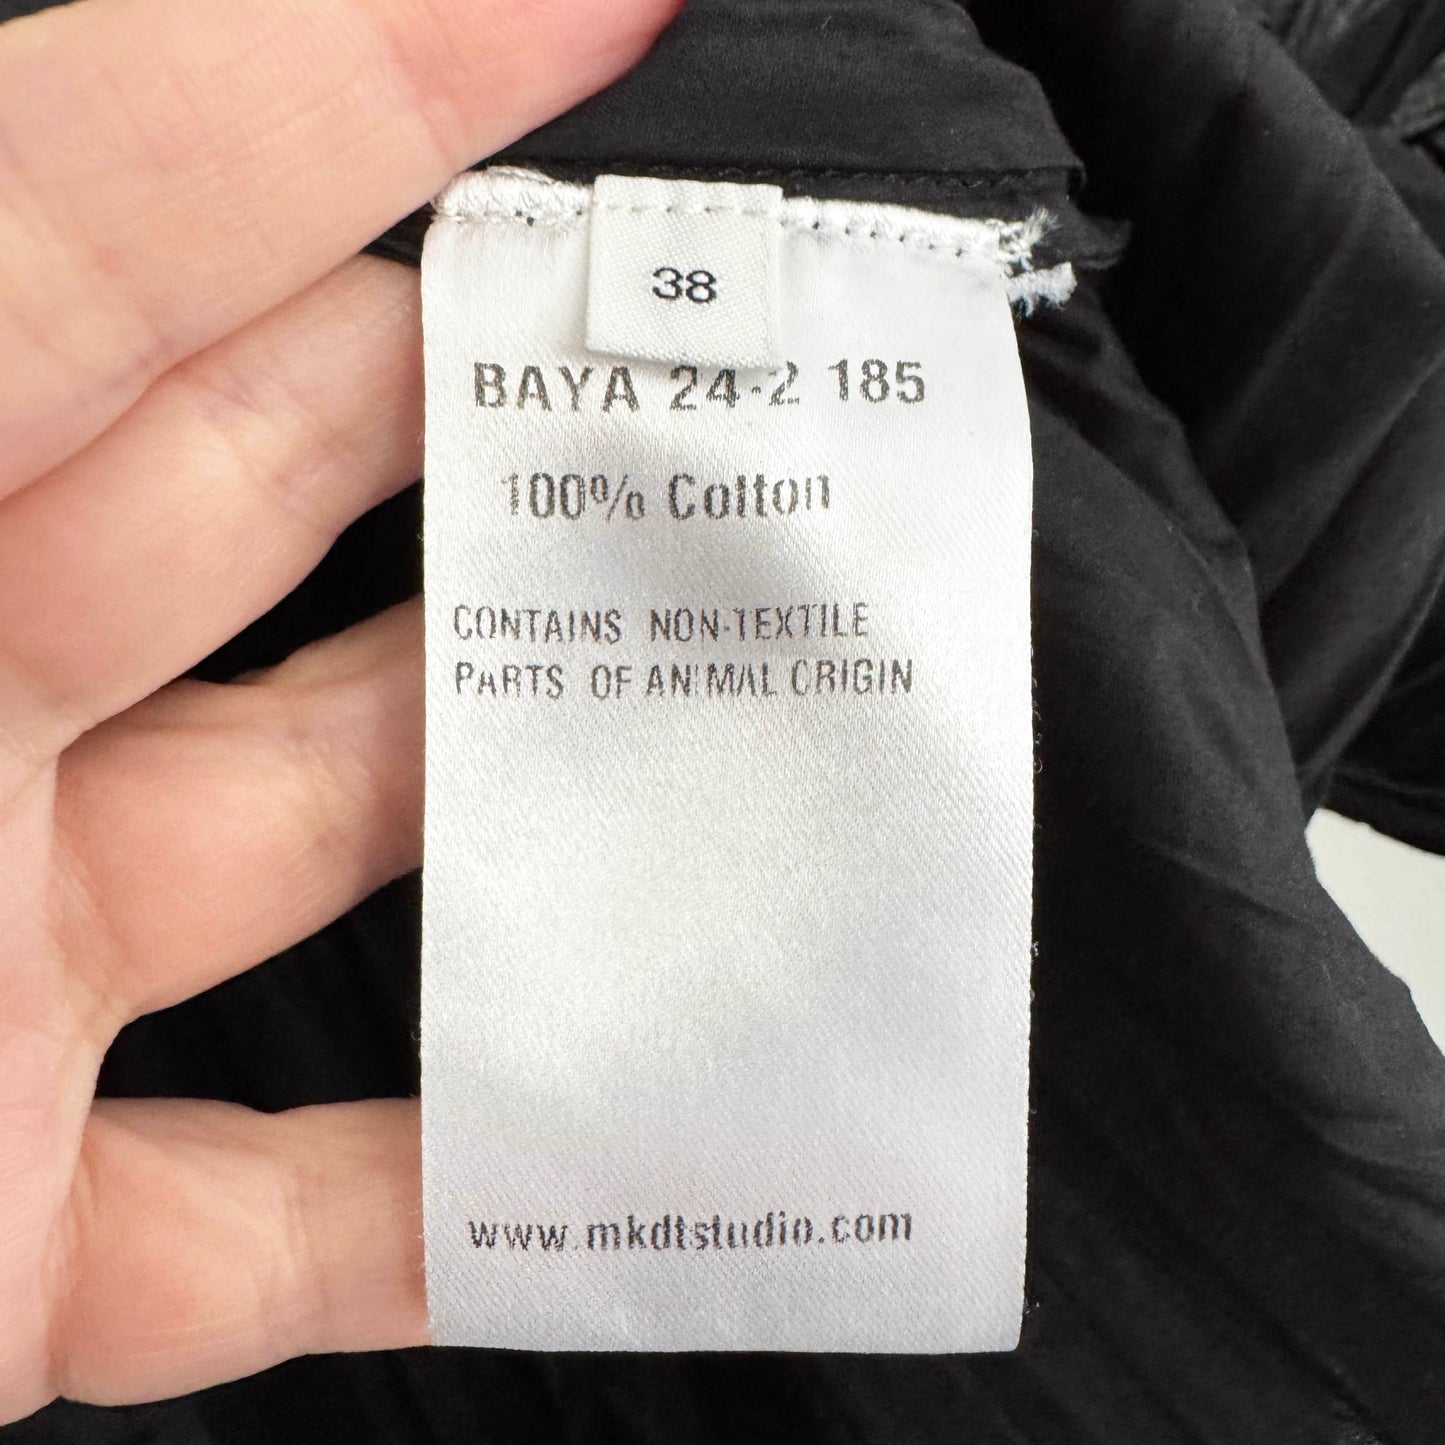 38
BAYA 24-2 185
100% Cotton
CONTAINS NON-TEXTILE
PARTS OF ANIMAL ORIGIN
www.mkdtstudio.com